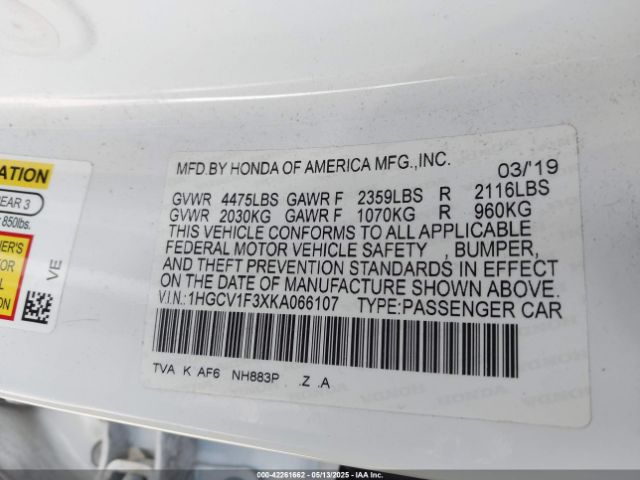 ATION
EAR 3
850lbs.
ER'S
OR
L
VE
MFD.BY HONDA OF AMERICA MFG.,INC. 03/'19
GVWR 4475LBS GAWR F 2359LBS R 2116LBS
GVWR 2030KG GAWR F 1070KG R 960KG
THIS VEHICLE CONFORMS TO ALL APPLICABLE
FEDERAL MOTOR VEHICLE SAFETY , BUMPER,
AND THEFT PREVENTION STANDARDS IN EFFECT
ON THE DATE OF MANUFACTURE SHOWN ABOVE.
V.I.N.:1HGCV1F3XKA066107 TYPE:PASSENGER CAR
TVA K AF6 NH883P . .Z .A
HONDA
000-42261662 - 05/13/2025 - IAA Inc.